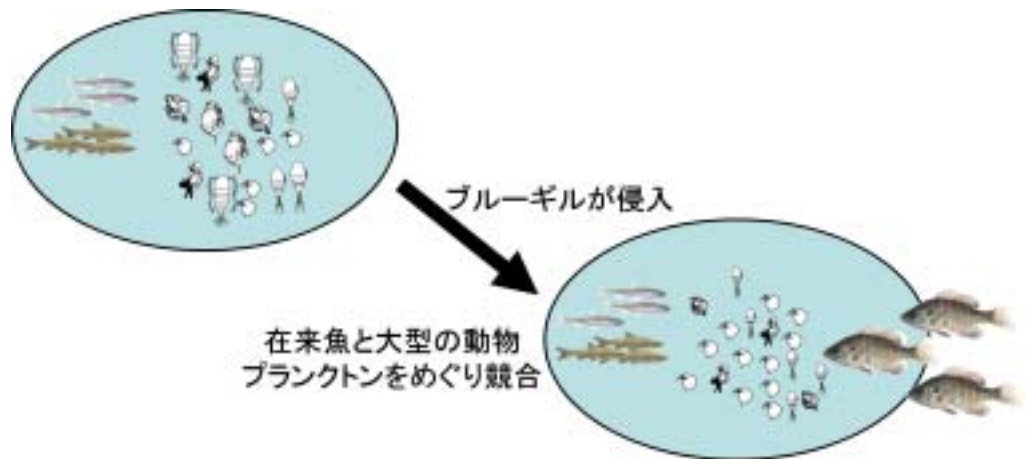 ブルーギルが侵入
在来魚と大型の動物
プランクトンをめぐり競合